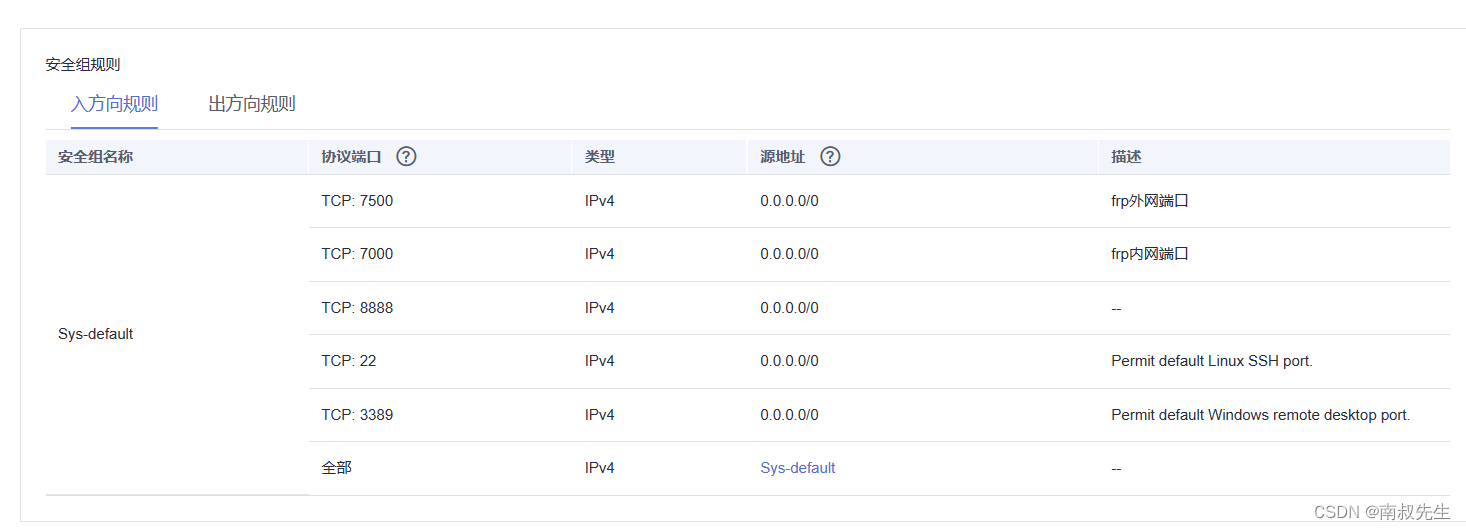 安全组规则
入方向规则 出方向规则
安全组名称 协议端口 ? 类型 源地址 ? 描述
TCP: 7500 IPv4 0.0.0.0/0 frp外网端口
TCP: 7000 IPv4 0.0.0.0/0 frp内网端口
TCP: 8888 IPv4 0.0.0.0/0 --
Sys-default
TCP: 22 IPv4 0.0.0.0/0 Permit default Linux SSH port.
TCP: 3389 IPv4 0.0.0.0/0 Permit default Windows remote desktop port.
全部 IPv4 Sys-default --
CSDN @南叔先生